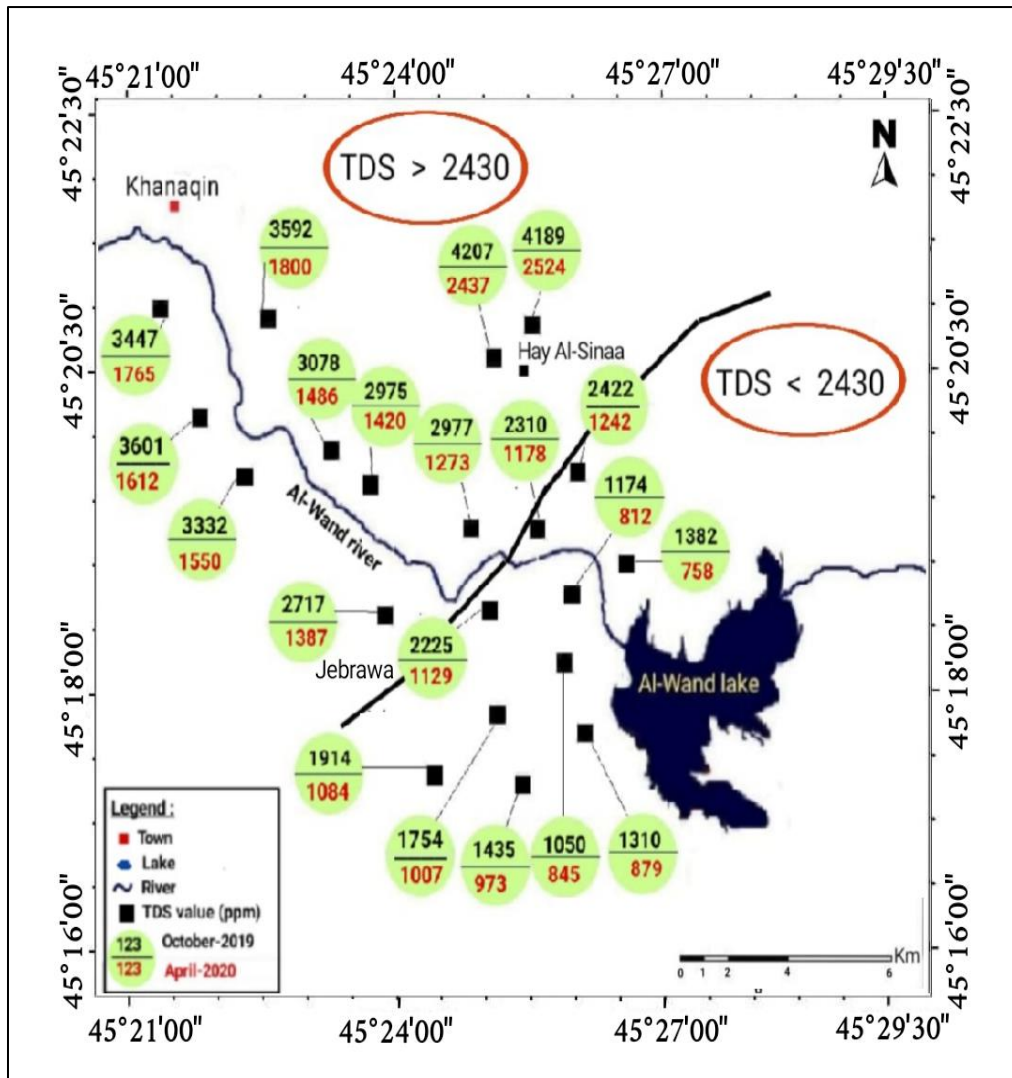 45°21'00" 45°24'00" 45°27'00" 45°29'30"
45°22'30"
45°20'30"
45°18'00"
45°16'00"
45°22'30"
45°20'30"
45°18'00"
45°16'00"
TDS > 2430
N
Khanaqin
3592
1800
4207
2437
4189
2524
3447
1765
Hay Al-Sinaa
TDS < 2430
3078
1486
2975
1420
2977
1273
2310
1178
2422
1242
3601
1612
3332
1550
Al-Wand river
1174
812
1382
758
2717
1387
Jebrawa
2225
1129
Al-Wand lake
1914
1084
1754
1007
1435
973
1050
845
1310
879
Legend :
Town
Lake
River
TDS value (ppm)
123 October-2019
123 April-2020
Km
0 1 2 4 6
45°21'00" 45°24'00" 45°27'00" 45°29'30"